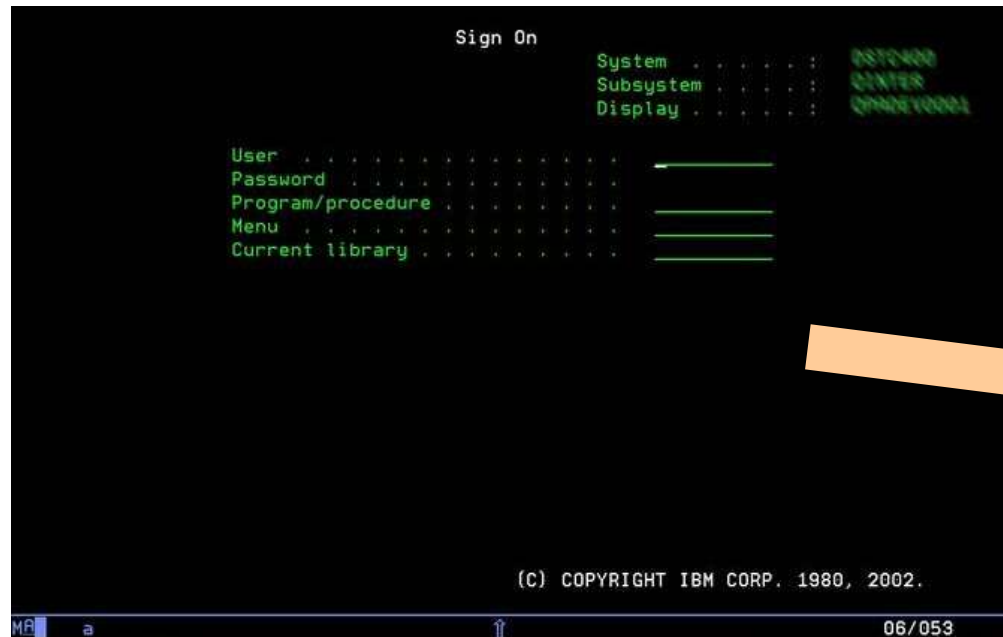 Sign On
System . . . . . :
Subsystem . . . . :
Display . . . . . :
User . . . . . . . . . . . . . .
Password . . . . . . . . . . . .
Program/procedure . . . . . . . .
Menu . . . . . . . . . . . . . .
Current library . . . . . . . . .
(C) COPYRIGHT IBM CORP. 1980, 2002.
MA a 06/053